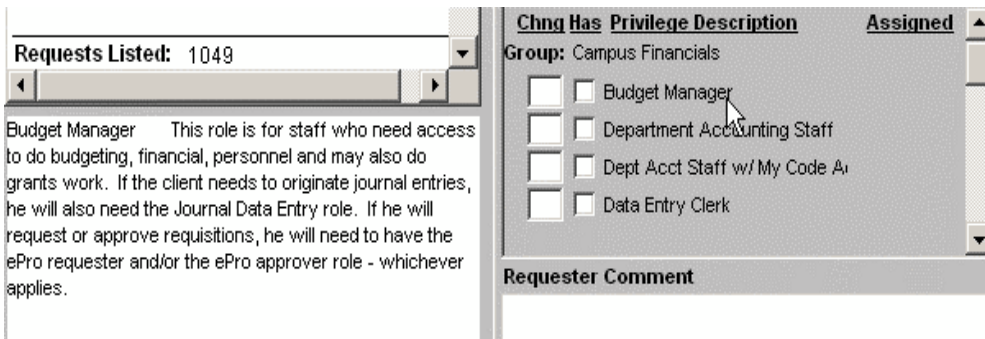 Requests Listed: 1049
Budget Manager This role is for staff who need access
to do budgeting, financial, personnel and may also do
grants work. If the client needs to originate journal entries,
he will also need the Journal Data Entry role. If he will
request or approve requisitions, he will need to have the
ePro requester and/or the ePro approver role - whichever
applies.
Chng Has Privilege Description Assigned
Group: Campus Financials
Budget Manager
Department Accounting Staff
Dept Acct Staff w/ My Code
Data Entry Clerk
Requester Comment